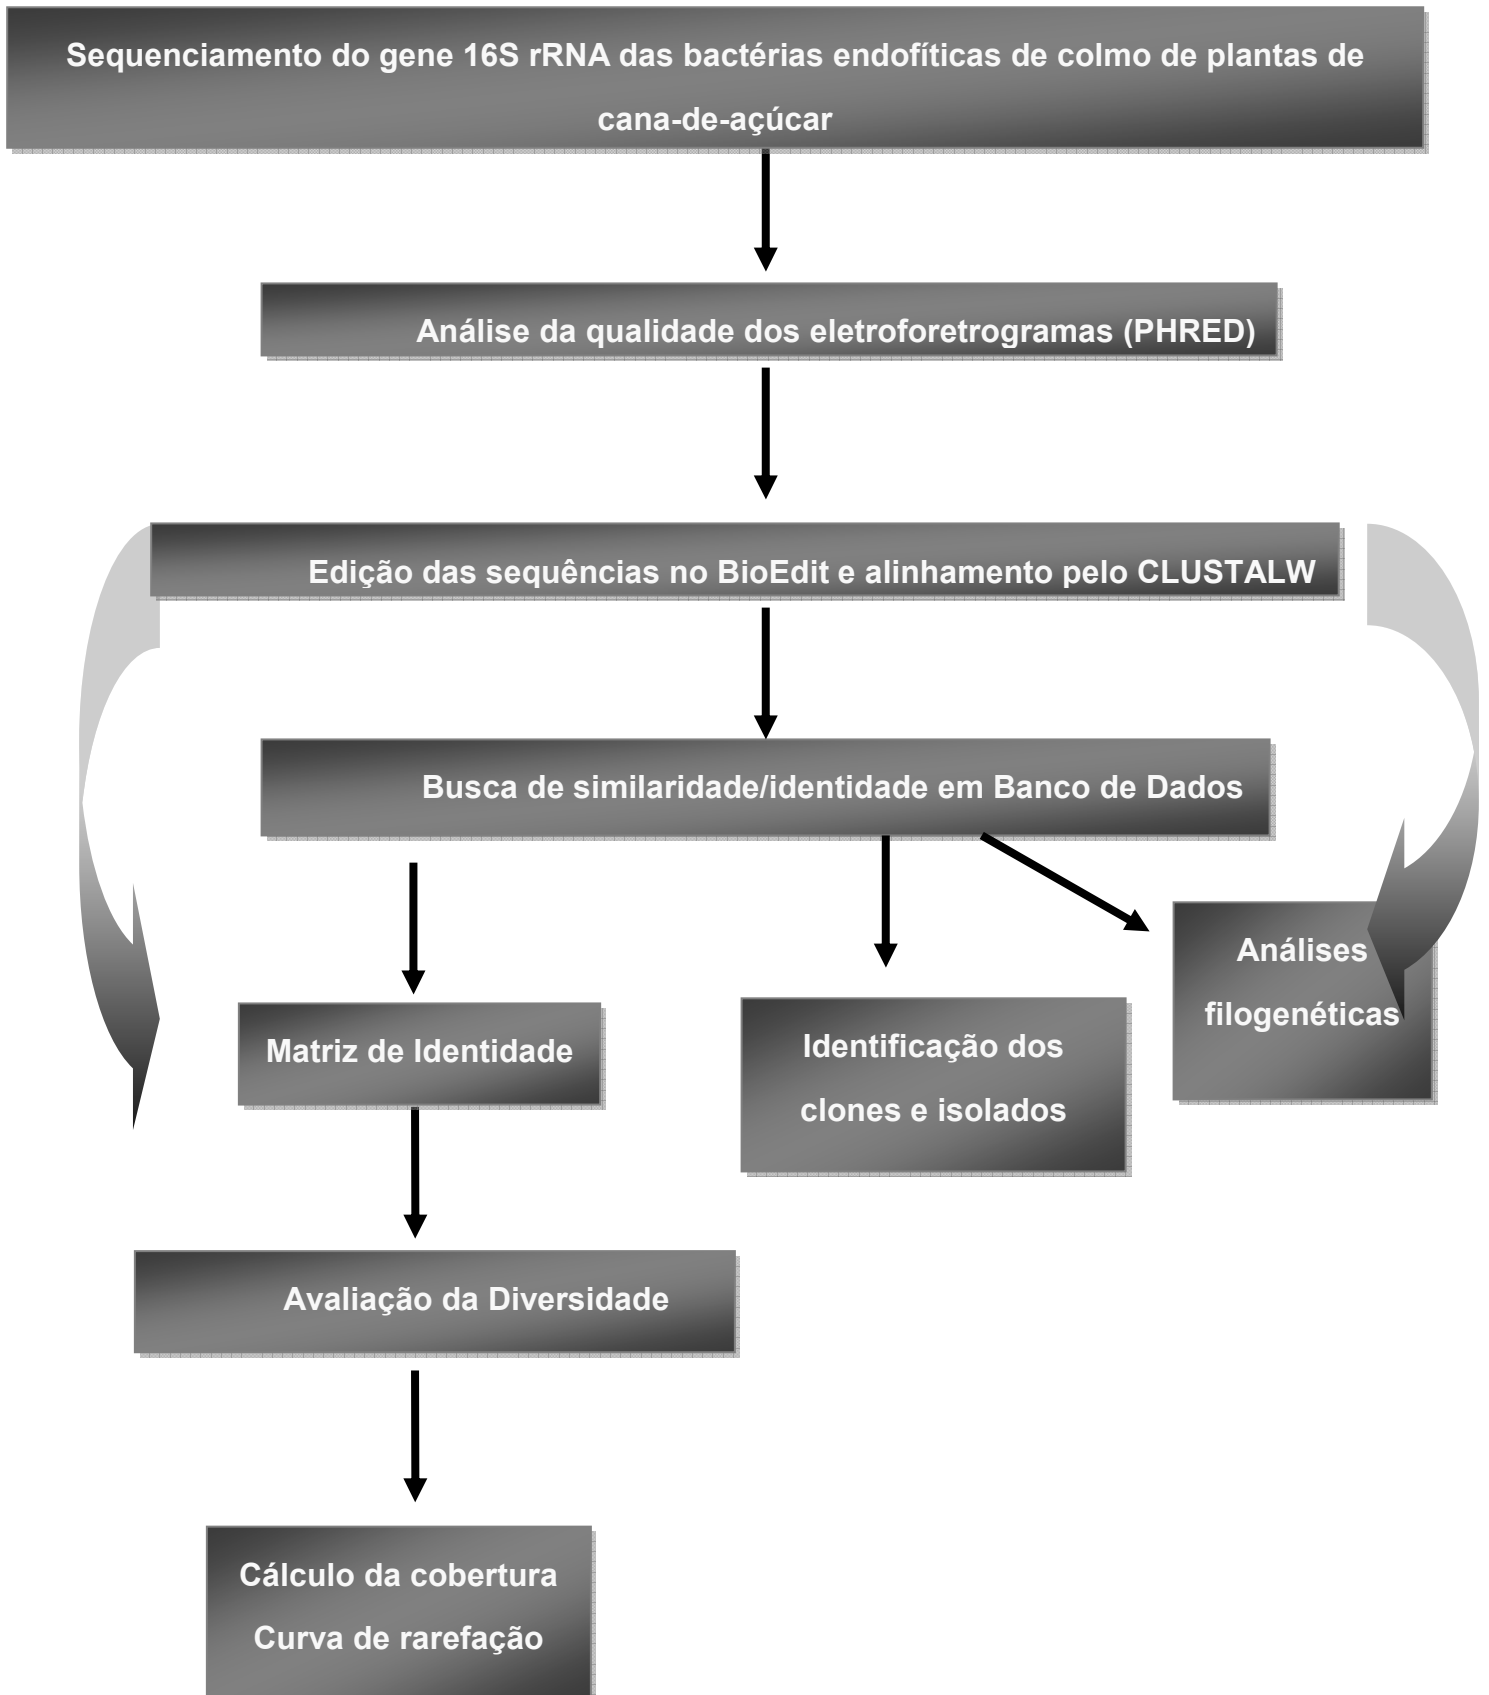 Sequenciamento do gene 16S rRNA das bactérias endofíticas de colmo de plantas de
cana-de-açúcar
Análise da qualidade dos eletroforetrogramas (PHRED)
Edição das sequências no BioEdit e alinhamento pelo CLUSTALW
Busca de similaridade/identidade em Banco de Dados
Análises
filogenéticas
Matriz de Identidade
Identificação dos
clones e isolados
Avaliação da Diversidade
Cálculo da cobertura
Curva de rarefação